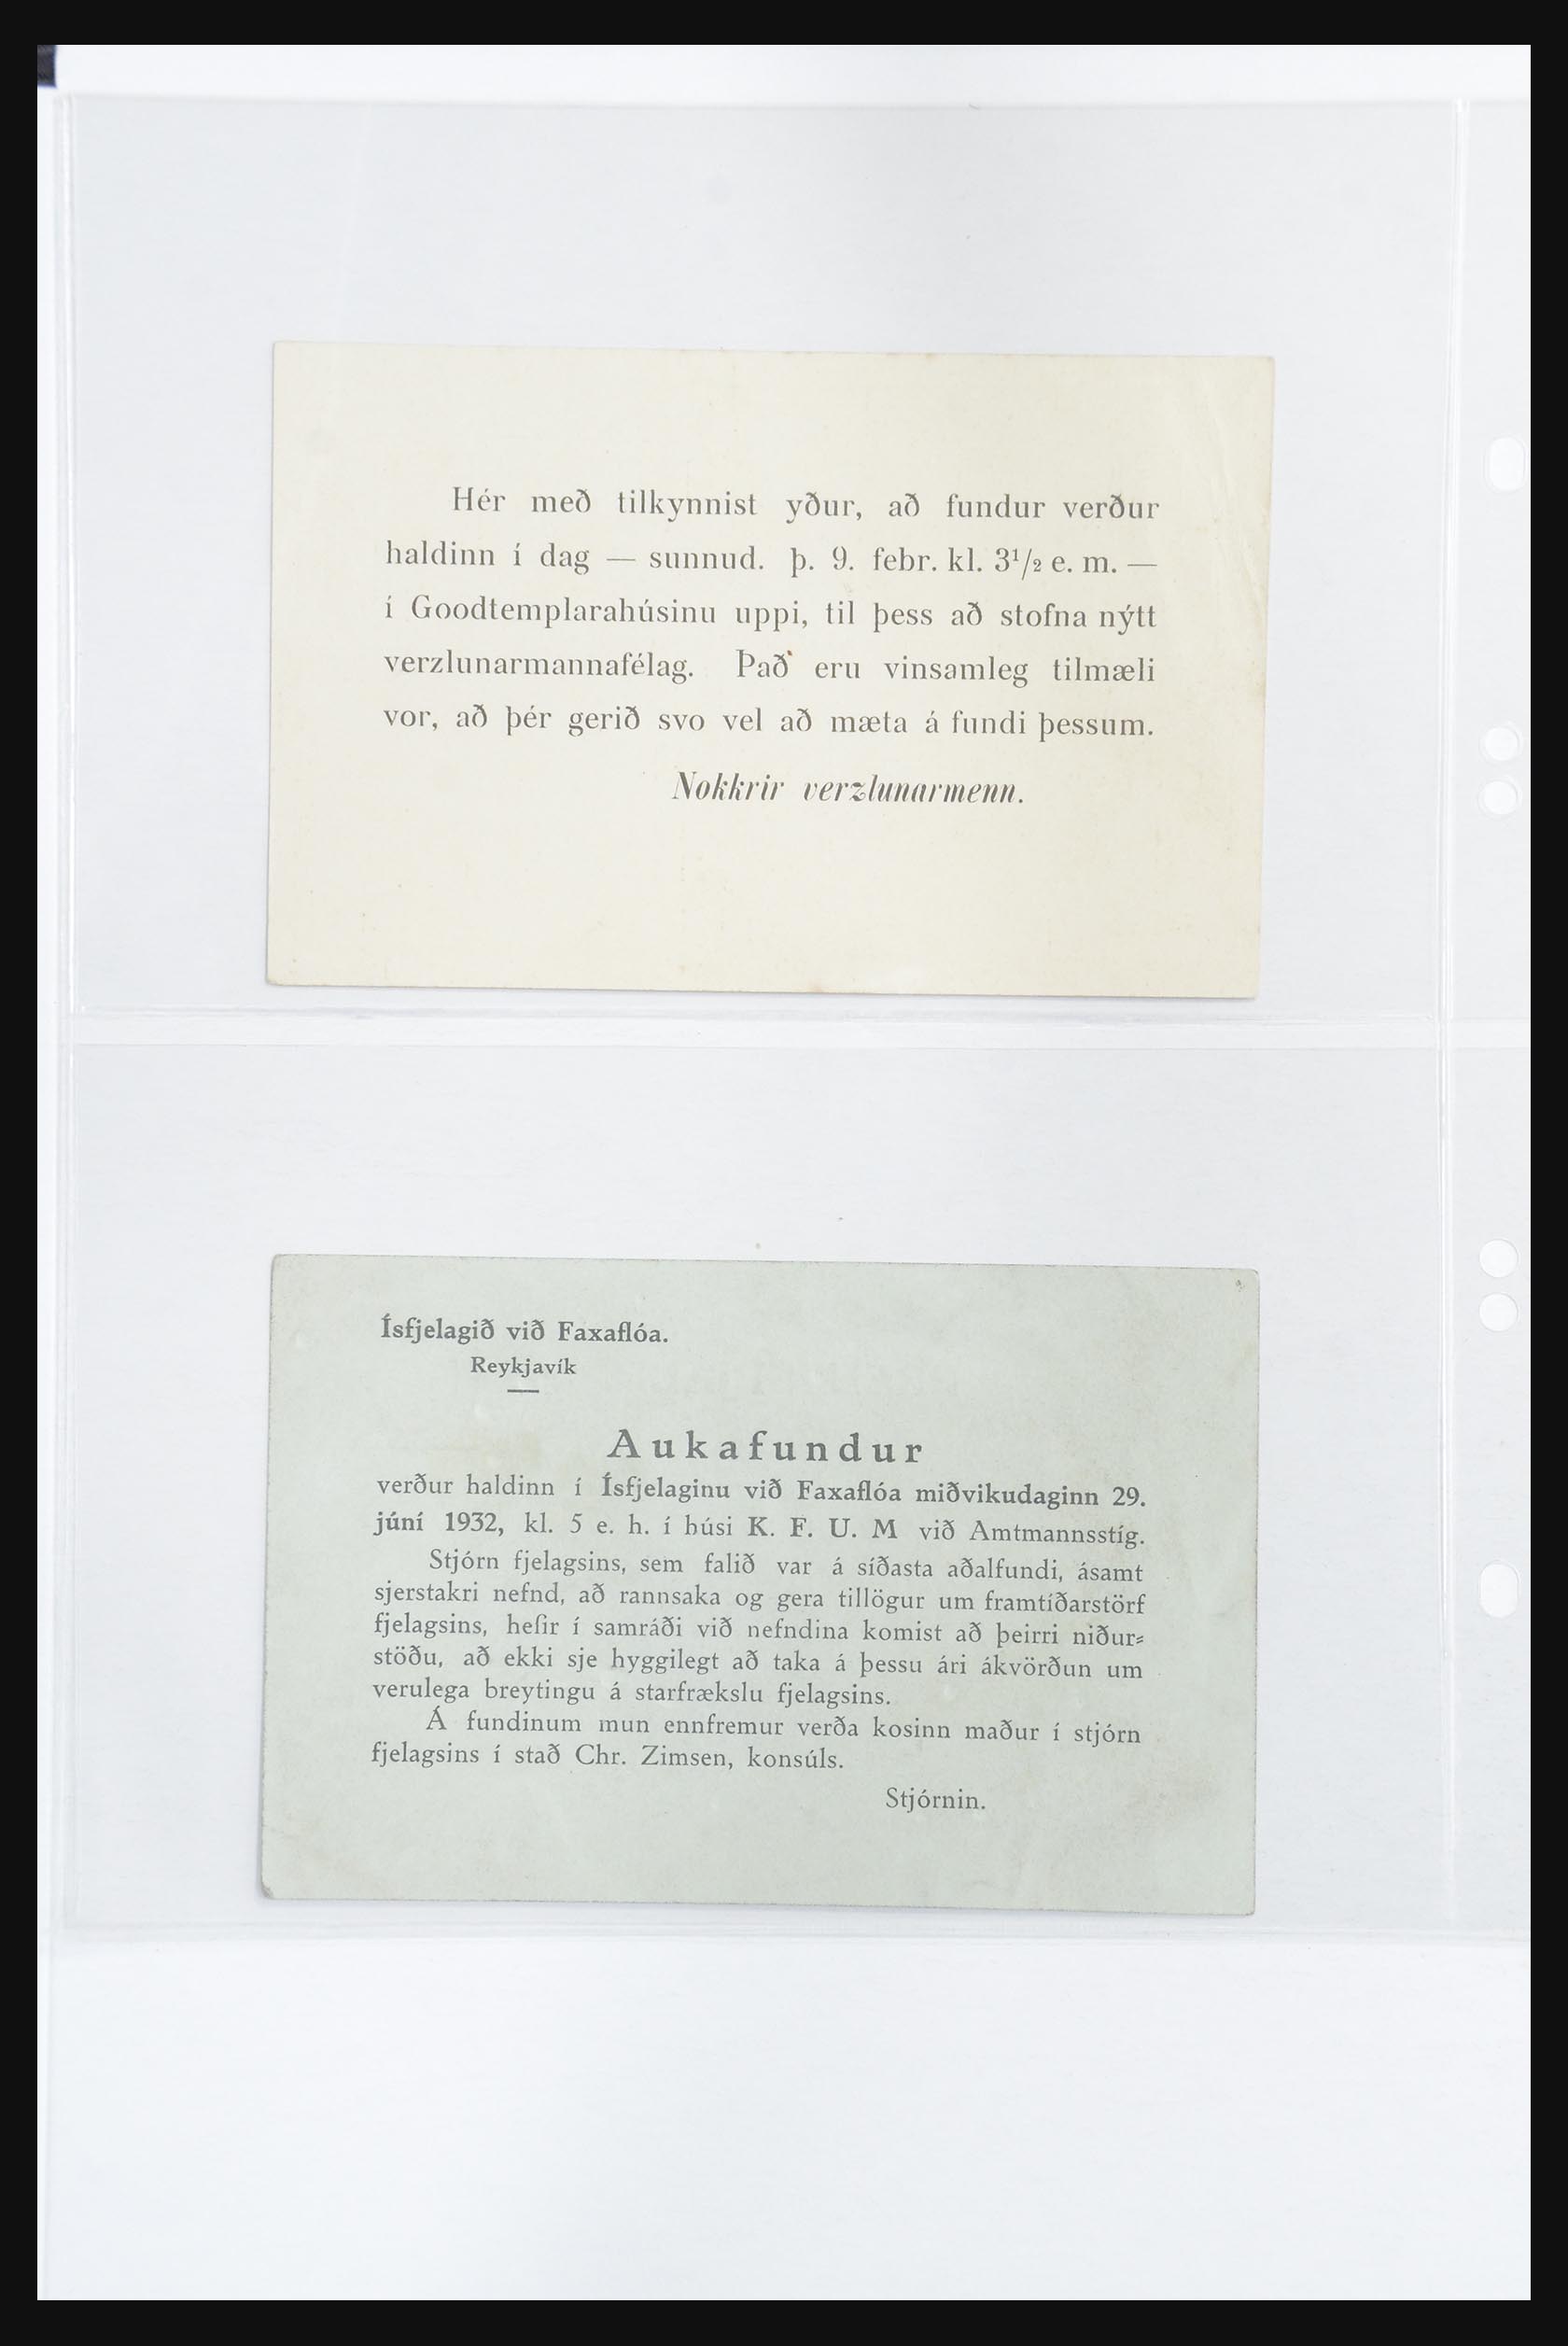 Hér með tilkynnist yður, að fundur verður
haldinn í dag — sunnud. þ. 9. febr. kl. 3¹/₂ e. m. —
í Goodtemplarahúsinu uppi, til þess að stofna nýtt
verzlunarmannafélag. Það eru vinsamleg tilmæli
vor, að þér gerið svo vel að mæta á fundi þessum.
Nokkrir verzlunarmenn.
Ísfjelagið við Faxaflóa.
Reykjavík
Aukafundur
verður haldinn í Ísfjelaginu við Faxaflóa miðvikudaginn 29.
júní 1932, kl. 5 e. h. í húsi K. F. U. M við Amtmannsstíg.
Stjórn fjelagsins, sem falið var á síðasta aðalfundi, ásamt
sjerstakri nefnd, að rannsaka og gera tillögur um framtíðarstörf
fjelagsins, hefir í samráði við nefndina komist að þeirri niður-
stöðu, að ekki sje hyggilegt að taka á þessu ári ákvörðun um
verulega breytingu á starfrækslu fjelagsins.
Á fundinum mun ennfremur verða kosinn maður í stjórn
fjelagsins í stað Chr. Zimsen, konsúls.
Stjórnin.